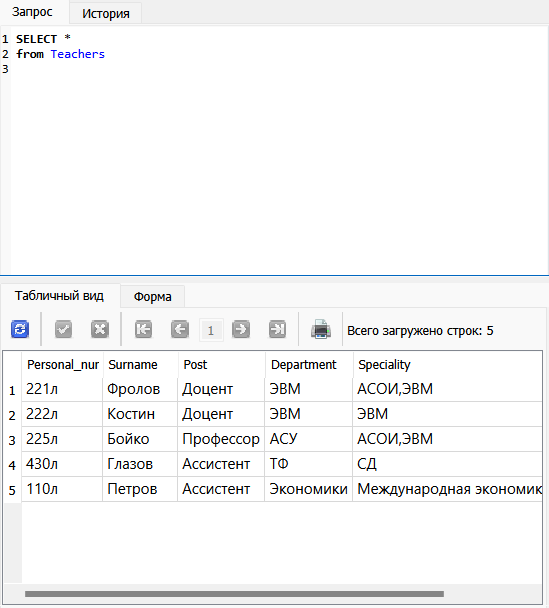 Запрос История
1 SELECT *
2 from Teachers
3
Табличный вид Форма
1 Всего загружено строк: 5
Personal_nur Surname Post Department Speciality
1 221л Фролов Доцент ЭВМ АСОИ,ЭВМ
2 222л Костин Доцент ЭВМ ЭВМ
3 225л Бойко Профессор АСУ АСОИ,ЭВМ
4 430л Глазов Ассистент ТФ СД
5 110л Петров Ассистент Экономики Международная экономик